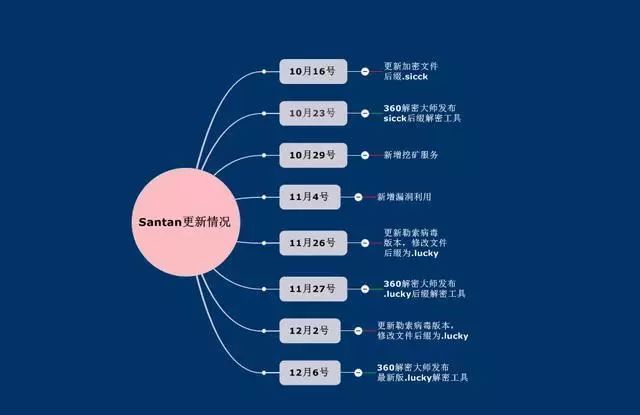 Santan更新情况
10月16号
更新加密文件
后缀.sicck
10月23号
360解密大师发布
sicck后缀解密工具
10月29号
新增挖矿服务
11月4号
新增漏洞利用
11月26号
更新勒索病毒
版本，修改文件
后缀为.lucky
11月27号
360解密大师发布
.lucky后缀解密工具
12月2号
更新勒索病毒版本，
修改文件后缀为.lucky
12月6号
360解密大师发布
最新版.lucky解密工具